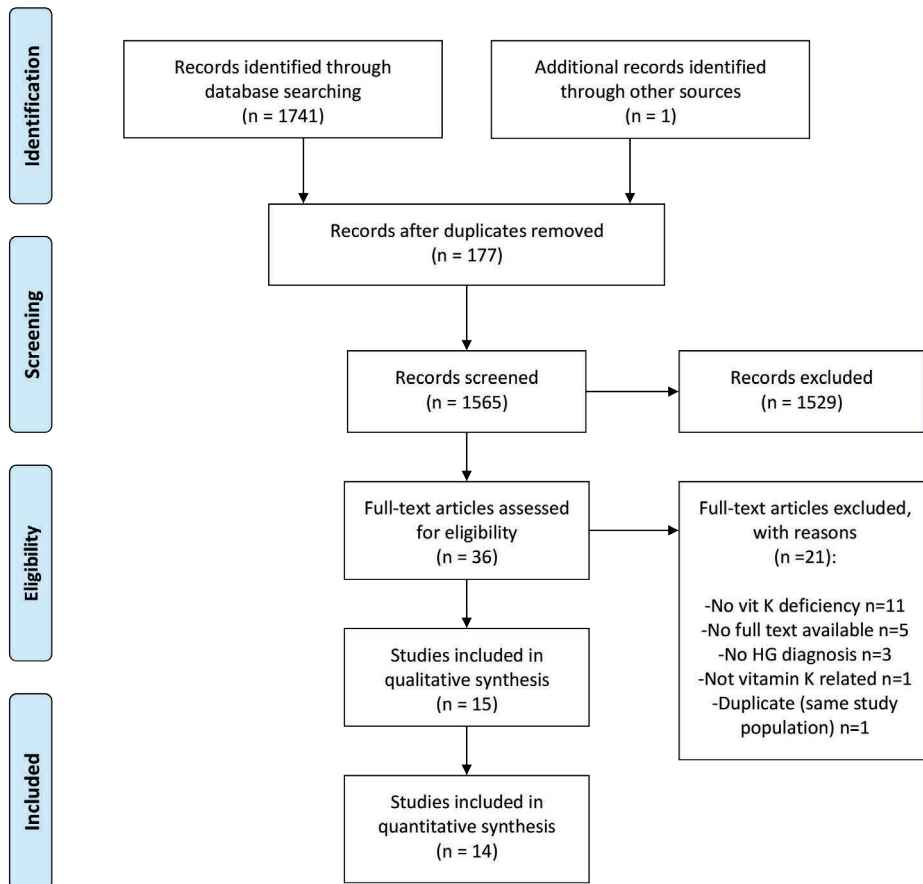 Identification
Records identified through
database searching
(n = 1741)
Additional records identified
through other sources
(n = 1)
Records after duplicates removed
(n = 177)
Screening
Records screened
(n = 1565)
Records excluded
(n = 1529)
Eligibility
Full-text articles assessed
for eligibility
(n = 36)
Full-text articles excluded,
with reasons
(n =21):
-No vit K deficiency n=11
-No full text available n=5
-No HG diagnosis n=3
-Not vitamin K related n=1
-Duplicate (same study
population) n=1
Studies included in
qualitative synthesis
(n = 15)
Included
Studies included in
quantitative synthesis
(n = 14)